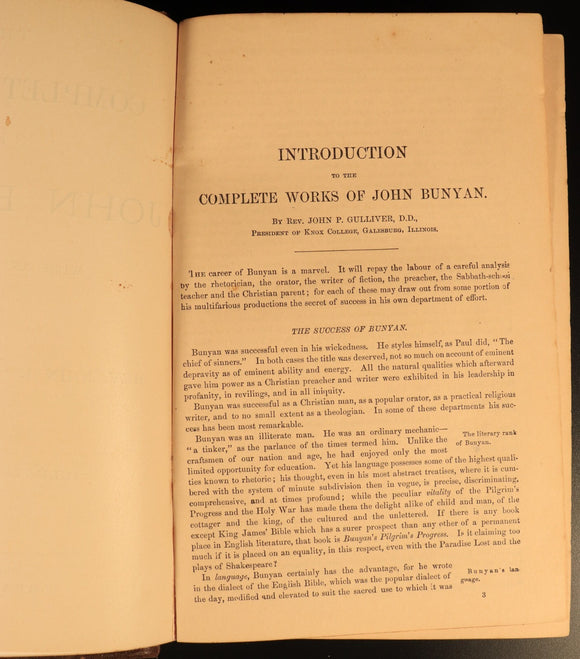 COMPLET
JOHN B
INTRODUCTION
TO THE
COMPLETE WORKS OF JOHN BUNYAN.
BY REV. JOHN P. GULLIVER, D.D.,
PRESIDENT OF KNOX COLLEGE, GALESBURG, ILLINOIS.
THE career of Bunyan is a marvel. It will repay the labour of a careful analysis
by the rhetorician, the orator, the writer of fiction, the preacher, the Sabbath-school
teacher and the Christian parent; for each of these may draw out from some portion of
his multifarious productions the secret of success in his own department of effort.
THE SUCCESS OF BUNYAN.
Bunyan was successful even in his wickedness. He styles himself, as Paul did, "The
chief of sinners." In both cases the title was deserved, not so much on account of eminent
depravity as of eminent ability and energy. All the natural qualities which afterward
gave him power as a Christian preacher and writer were exhibited in his leadership in
profanity, in revilings, and in all iniquity.
Bunyan was successful as a Christian man, as a popular orator, as a practical religious
writer, and to no small extent as a theologian. In some of these departments his suc-
cess has been most remarkable.
Bunyan was an illiterate man. He was an ordinary mechanic—
"a tinker," as the parlance of the times termed him. Unlike the
craftsmen of our nation and age, he had enjoyed only the most
The literary rank
of Bunyan.
limited opportunity for education. Yet his language possesses some of the highest quali-
ties known to rhetoric; his thought, even in his most abstract treatises, where it is cum-
bered with the system of minute subdivision then in vogue, is precise, discriminating,
comprehensive, and at times profound; while the peculiar vitality of the Pilgrim's
Progress and the Holy War has made them the delight alike of child and man, of the
cottager and the king, of the cultured and the unlettered. If there is any book
except King James' Bible which has a surer prospect than any other of a permanent
place in English literature, that book is Bunyan's Pilgrim's Progress. Is it claiming too
much if it is placed on an equality, in this respect, even with the Paradise Lost and the
plays of Shakespeare?
In language, Bunyan certainly has the advantage, for he wrote
in the dialect of the English Bible, which was the popular dialect of
the day, modified and elevated to suit the sacred use to which it was
Bunyan's lan-
guage.
3